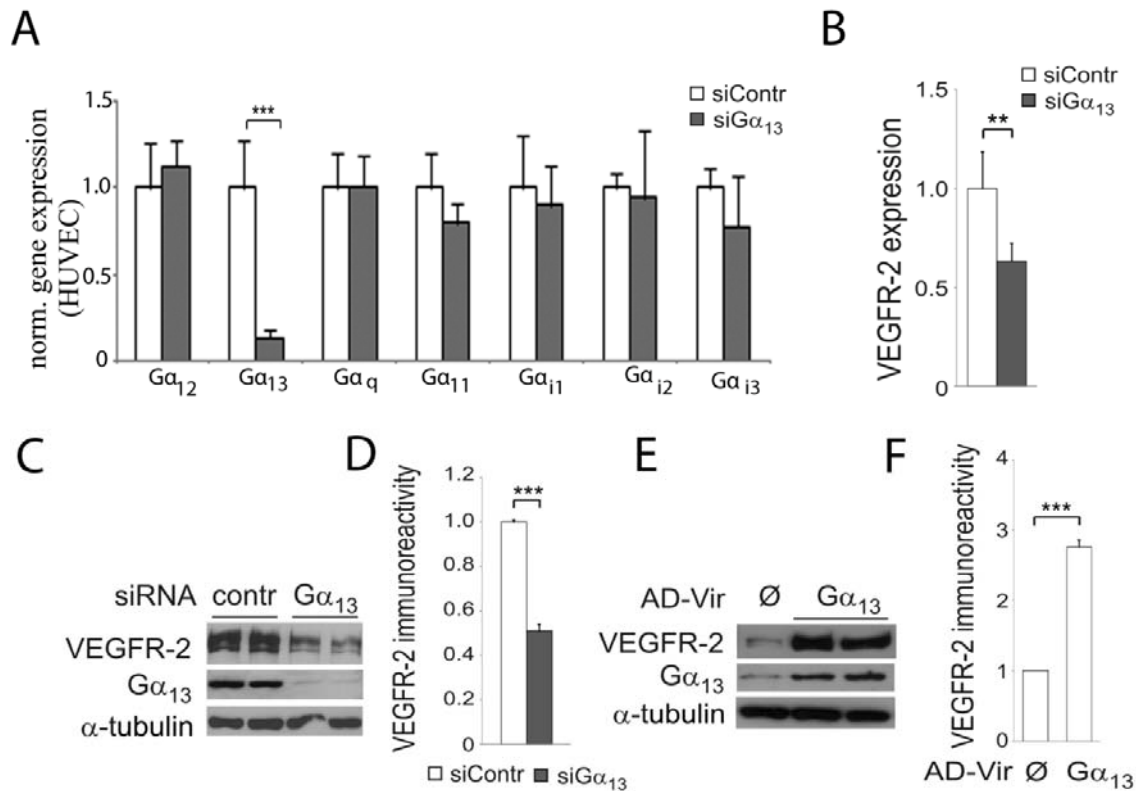 A
norm. gene expression
(HUVEC)
1.5
1.0
0.5
0
***
siContr
siGα13
Gα12
Gα13
Gαq
Gα11
Gαi1
Gαi2
Gαi3
B
siContr
siGα13
VEGFR-2 expression
1.5
1.0
0.5
0
**
C
siRNA contr Gα13
VEGFR-2
Gα13
α-tubulin
D
VEGFR-2 immunoreactivity
1.2
1.0
0.8
0.6
0.4
0.2
0
***
siContr siGα13
E
AD-Vir Ø Gα13
VEGFR-2
Gα13
α-tubulin
F
VEGFR-2 immunoreactivity
4
3
2
1
0
***
AD-Vir Ø Gα13